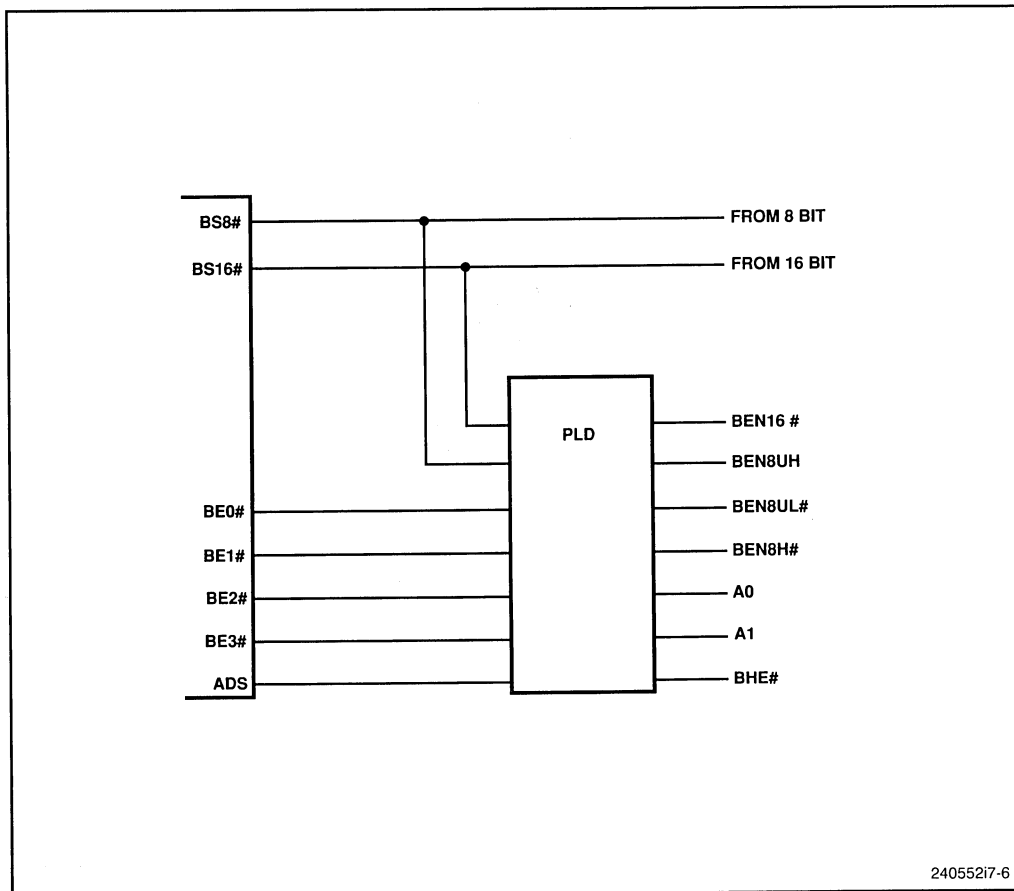 BS8#
FROM 8 BIT
BS16#
FROM 16 BIT
PLD
BEN16 #
BEN8UH
BE0#
BEN8UL#
BE1#
BEN8H#
BE2#
A0
BE3#
A1
ADS
BHE#
240552i7-6